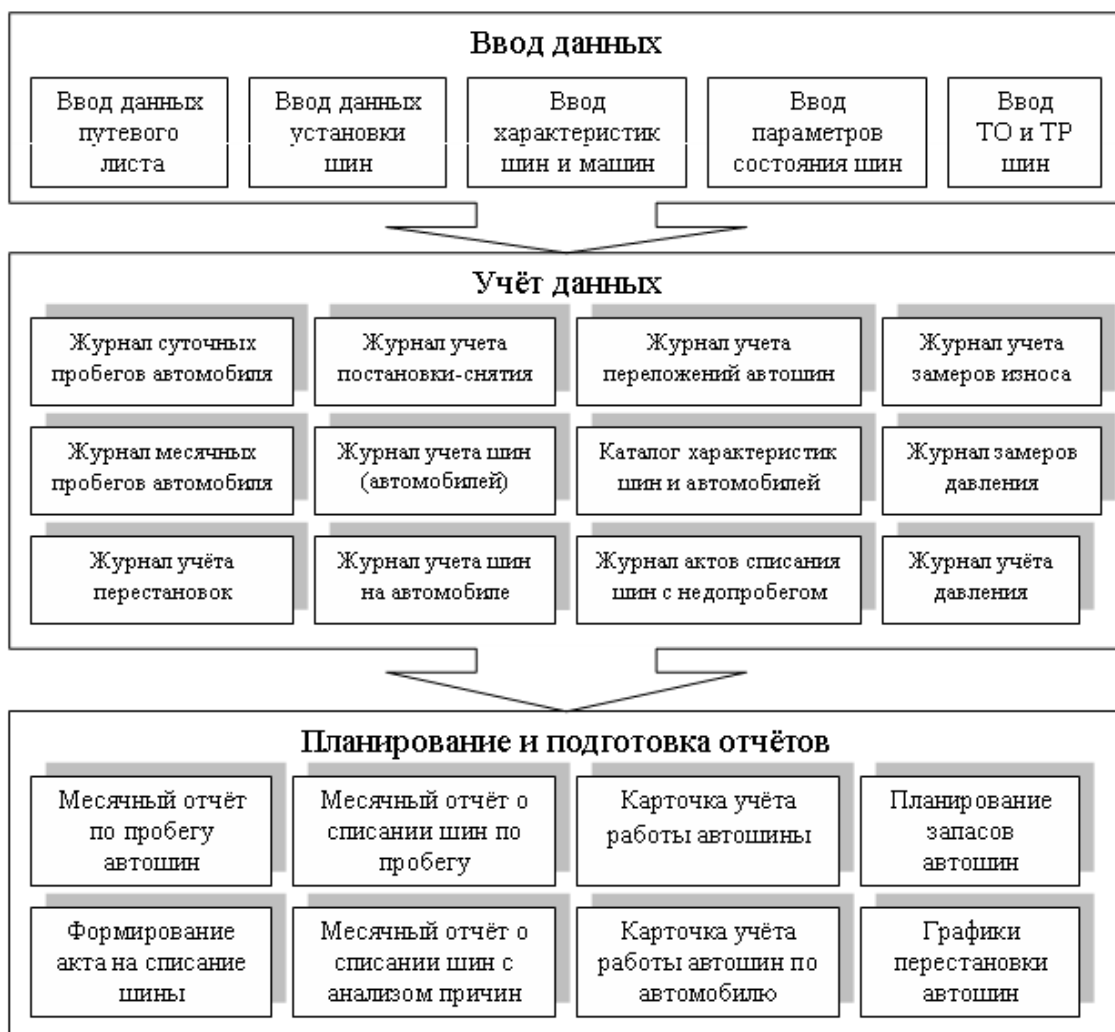 Ввод данных
Ввод данных
путевого
листа
Ввод данных
установки
шин
Ввод
характеристик
шин и машин
Ввод
параметров
состояния шин
Ввод
ТО и ТР
шин
Учёт данных
Журнал суточных
пробегов автомобиля
Журнал учета
постановки-снятия
Журнал учета
переложений автошин
Журнал учета
замеров износа
Журнал месячных
пробегов автомобиля
Журнал учета шин
(автомобилей)
Каталог характеристик
шин и автомобилей
Журнал замеров
давления
Журнал учёта
перестановок
Журнал учета шин
на автомобиле
Журнал актов списания
шин с недопробегом
Журнал учёта
давления
Планирование и подготовка отчётов
Месячный отчёт
по пробегу
автошин
Месячный отчёт о
списании шин по
пробегу
Карточка учёта
работы автошины
Планирование
запасов
автошин
Формирование
акта на списание
шины
Месячный отчёт о
списании шин с
анализом причин
Карточка учёта
работы автошин по
автомобилю
Графики
перестановки
автошин